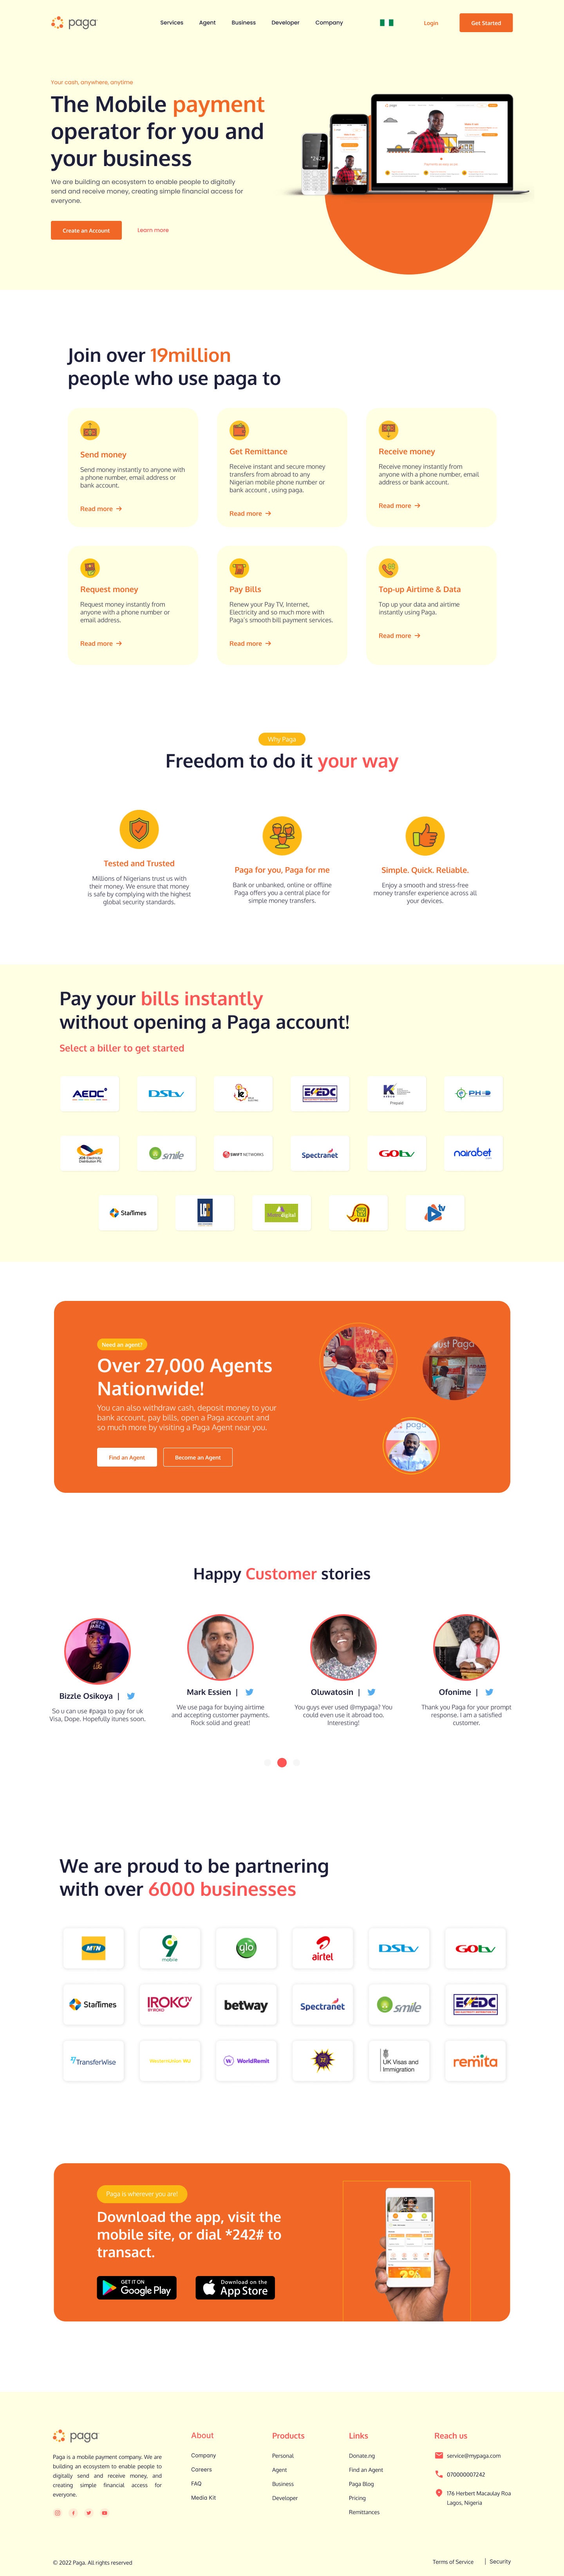 paga
Services Agent Business Developer Company Login Get Started
Your cash, anywhere, anytime
The Mobile payment
operator for you and
your business
We are building an ecosystem to enable people to digitally
send and receive money, creating simple financial access for
everyone.
Create an Account Learn more
*242#
Join over 19million
people who use paga to
Send money
Send money instantly to anyone with
a phone number, email address or
bank account.
Read more
Get Remittance
Receive instant and secure money
transfers from abroad to any
Nigerian mobile phone number or
bank account , using paga.
Read more
Receive money
Receive money instantly from
anyone with a phone number, email
address or bank account.
Read more
Request money
Request money instantly from
anyone with a phone number or
email address.
Read more
Pay Bills
Renew your Pay TV, Internet,
Electricity and so much more with
Paga's smooth bill payment services.
Read more
Top-up Airtime & Data
Top up your data and airtime
instantly using Paga.
Read more
Why Paga
Freedom to do it your way
Tested and Trusted
Millions of Nigerians trust us with
their money. We ensure that money
is safe by complying with the highest
global security standards.
Paga for you, Paga for me
Bank or unbanked, online or offline
Paga offers you a central place for
simple money transfers.
Simple. Quick. Reliable.
Enjoy a smooth and stress-free
money transfer experience across all
your devices.
Pay your bills instantly
without opening a Paga account!
Select a biller to get started
AEDC DStv ie EKEDC Prepaid PHED
JOS Electricity
Distribution Plc
smile SWIFT NETWORKS Spectranet GOtv nairabet
StarTimes digital tv
Need an agent?
Over 27,000 Agents
Nationwide!
You can also withdraw cash, deposit money to your
bank account, pay bills, open a Paga account and
so much more by visiting a Paga Agent near you.
Find an Agent Become an Agent
ust Paga
paga
Happy Customer stories
Bizzle Osikoya |
So u can use #paga to pay for uk
Visa, Dope. Hopefully itunes soon.
Mark Essien |
We use paga for buying airtime
and accepting customer payments.
Rock solid and great!
Oluwatosin |
You guys ever used @mypaga? You
could even use it abroad too.
Interesting!
Ofonime |
Thank you Paga for your prompt
response. I am a satisfied
customer.
We are proud to be partnering
with over 6000 businesses
MTN 9 mobile glo airtel DStv GOtv
StarTimes IROKOTV betway Spectranet smile EKEDC
TransferWise WorldRemit UK Visas and
Immigration remita
Paga is wherever you are!
Download the app, visit the
mobile site, or dial *242# to
transact.
GET IT ON
Google Play
Download on the
App Store
paga
Paga is a mobile payment company. We are
building an ecosystem to enable people to
digitally send and receive money, and
creating simple financial access for
everyone.
About
Company
Careers
FAQ
Media Kit
Products
Personal
Agent
Business
Developer
Links
Donate.ng
Find an Agent
Paga Blog
Pricing
Remittances
Reach us
service@mypaga.com
070000007242
176 Herbert Macaulay Roa
Lagos, Nigeria
© 2022 Paga. All rights reserved
Terms of Service | Security